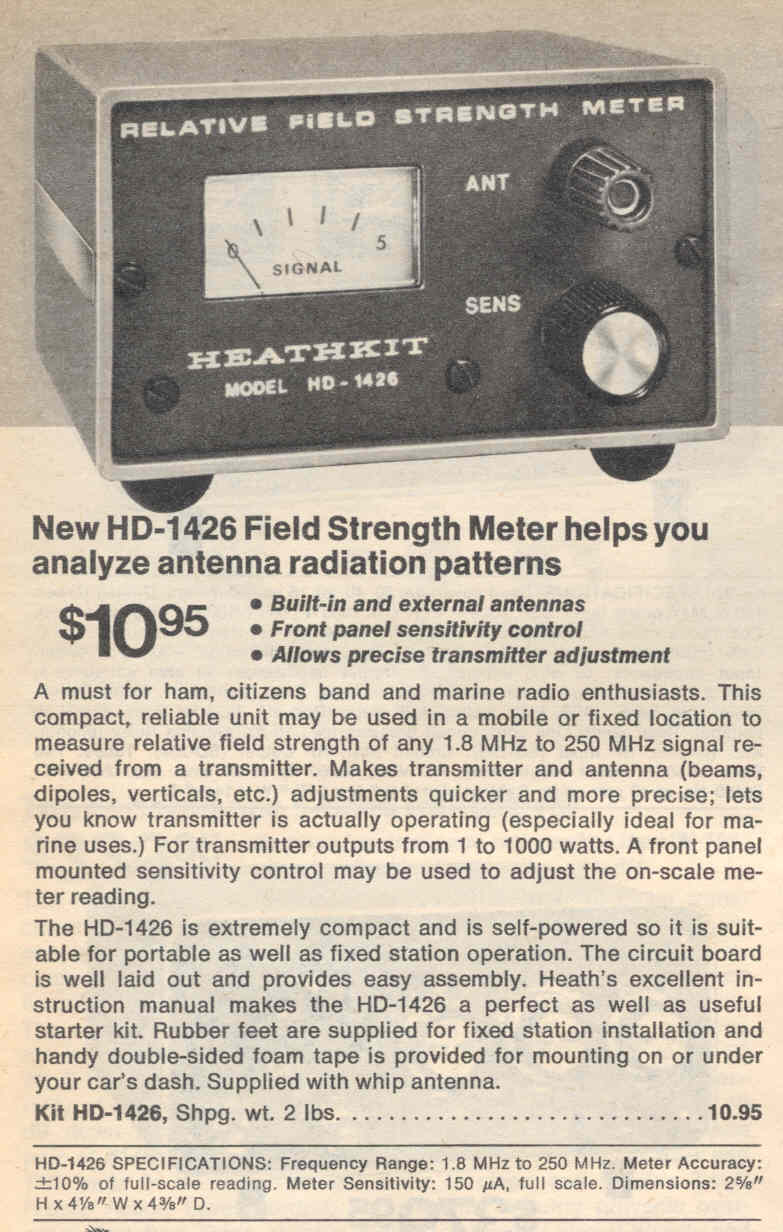 RELATIVE FIELD STRENGTH METER
ANT
0 5
SIGNAL
SENS
HEATHKIT
MODEL HD-1426
New HD-1426 Field Strength Meter helps you
analyze antenna radiation patterns
$1095
• Built-in and external antennas
• Front panel sensitivity control
• Allows precise transmitter adjustment
A must for ham, citizens band and marine radio enthusiasts. This
compact, reliable unit may be used in a mobile or fixed location to
measure relative field strength of any 1.8 MHz to 250 MHz signal re-
ceived from a transmitter. Makes transmitter and antenna (beams,
dipoles, verticals, etc.) adjustments quicker and more precise; lets
you know transmitter is actually operating (especially ideal for ma-
rine uses.) For transmitter outputs from 1 to 1000 watts. A front panel
mounted sensitivity control may be used to adjust the on-scale me-
ter reading.
The HD-1426 is extremely compact and is self-powered so it is suit-
able for portable as well as fixed station operation. The circuit board
is well laid out and provides easy assembly. Heath's excellent in-
struction manual makes the HD-1426 a perfect as well as useful
starter kit. Rubber feet are supplied for fixed station installation and
handy double-sided foam tape is provided for mounting on or under
your car's dash. Supplied with whip antenna.
Kit HD-1426, Shpg. wt. 2 lbs. . . . . . . . . . . . . . . . . . . . . . . . . . . . . . 10.95
HD-1426 SPECIFICATIONS: Frequency Range: 1.8 MHz to 250 MHz. Meter Accuracy:
±10% of full-scale reading. Meter Sensitivity: 150 μA, full scale. Dimensions: 2⅝"
H x 4⅛" W x 4⅜" D.